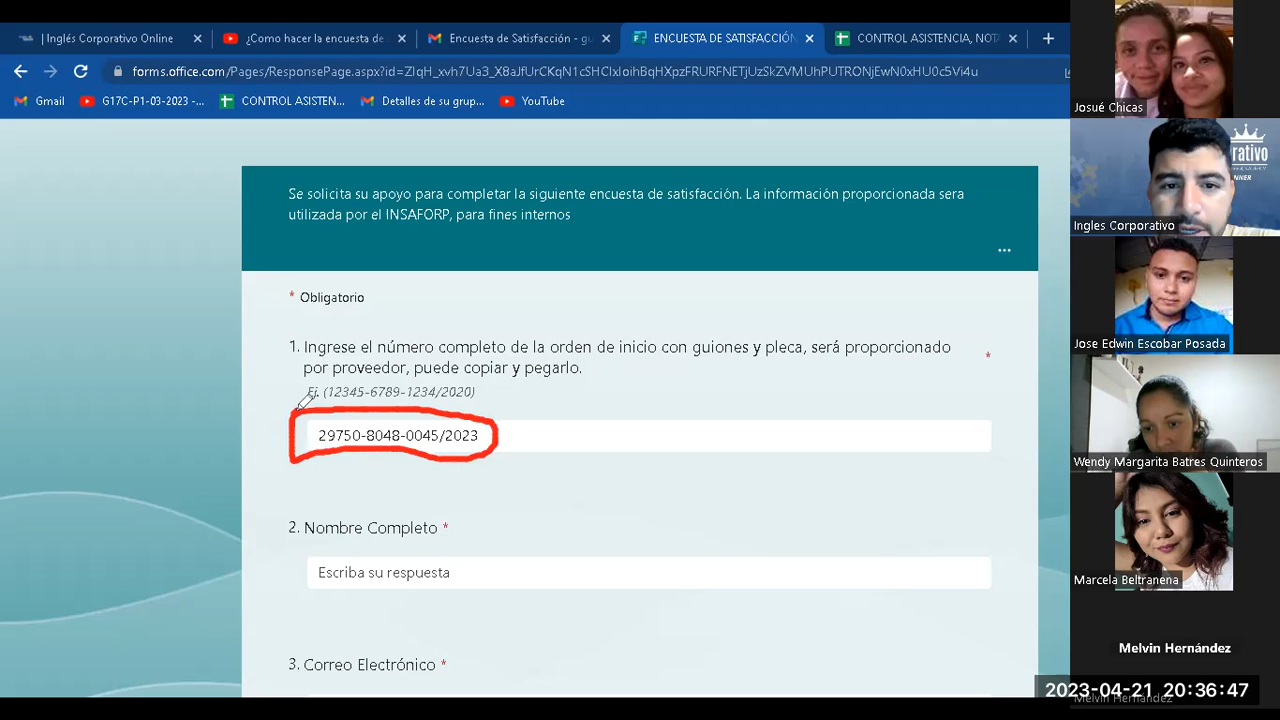 | Inglés Corporativo Online
¿Como hacer la encuesta de
Encuesta de Satisfacción - gu
ENCUESTA DE SATISFACCIÓN
CONTROL ASISTENCIA, NOT
forms.office.com/Pages/ResponsePage.aspx?id=ZIqH_xvh7Ua3_X8aJfUrCKqN1cSHClxIoihBqHXpzFRURFNETjUzSkZVMUhPUTRONjEwN0xHU0c5Vi4u
Gmail
G17C-P1-03-2023 -...
CONTROL ASISTEN...
Detalles de su grup...
YouTube
Se solicita su apoyo para completar la siguiente encuesta de satisfacción. La información proporcionada sera
utilizada por el INSAFORP, para fines internos
* Obligatorio
1. Ingrese el número completo de la orden de inicio con guiones y pleca, será proporcionado
por proveedor, puede copiar y pegarlo. *
Ej. (12345-6789-1234/2020)
29750-8048-0045/2023
2. Nombre Completo *
Escriba su respuesta
3. Correo Electrónico *
Josué Chicas
rativo
NNER
Ingles Corporativo
Jose Edwin Escobar Posada
Wendy Margarita Batres Quinteros
Marcela Beltranena
Melvin Hernández
Melvin Hernández
2023-04-21 20:36:47